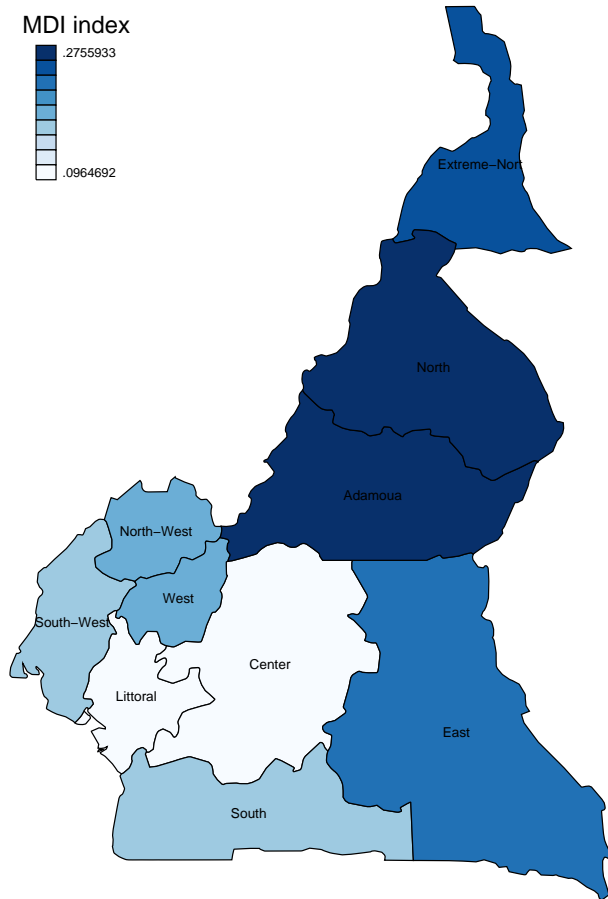 MDI index
.2755933
.0964692
Extreme−Nort
North
Adamoua
North−West
West
South−West
Center
Littoral
East
South